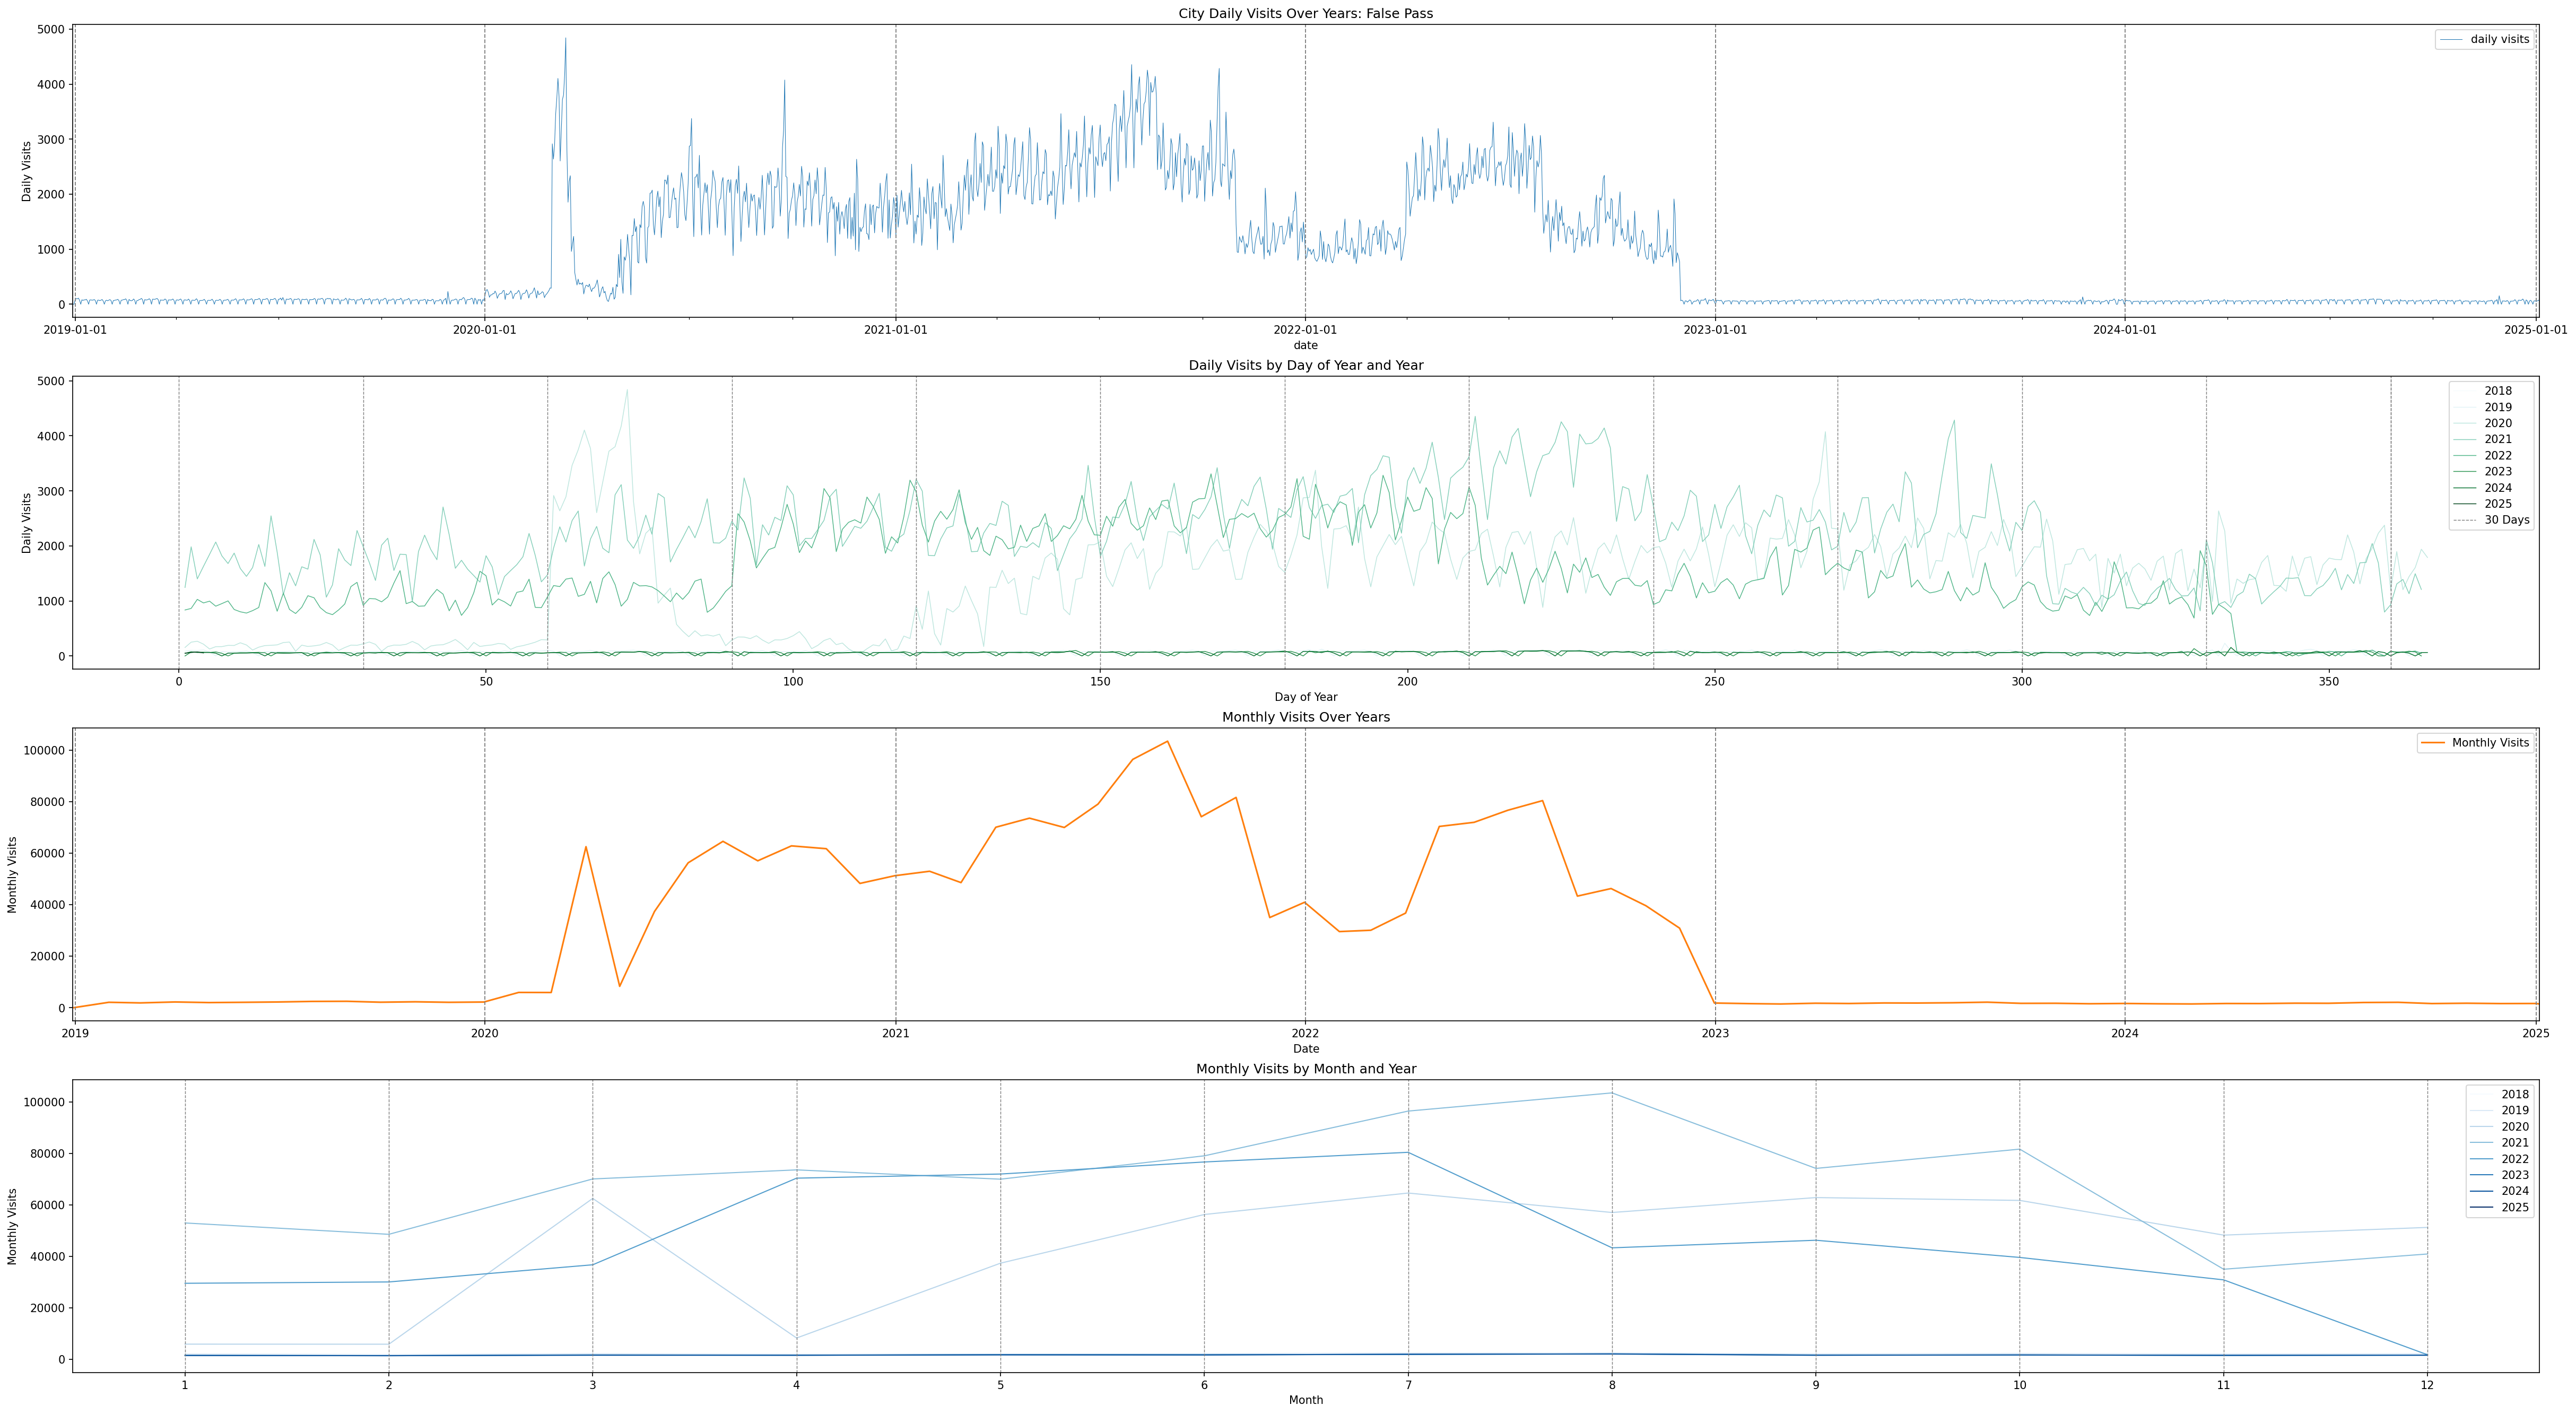 City Daily Visits Over Years: False Pass
daily visits
Daily Visits
5000
4000
3000
2000
1000
0
2019-01-01 2020-01-01 2021-01-01 2022-01-01 2023-01-01 2024-01-01 2025-01-01
date
Daily Visits by Day of Year and Year
2018
2019
2020
2021
2022
2023
2024
2025
30 Days
Daily Visits
5000
4000
3000
2000
1000
0
0 50 100 150 200 250 300 350
Day of Year
Monthly Visits Over Years
Monthly Visits
Monthly Visits
100000
80000
60000
40000
20000
0
2019 2020 2021 2022 2023 2024 2025
Date
Monthly Visits by Month and Year
2018
2019
2020
2021
2022
2023
2024
2025
Monthly Visits
100000
80000
60000
40000
20000
0
1 2 3 4 5 6 7 8 9 10 11 12
Month